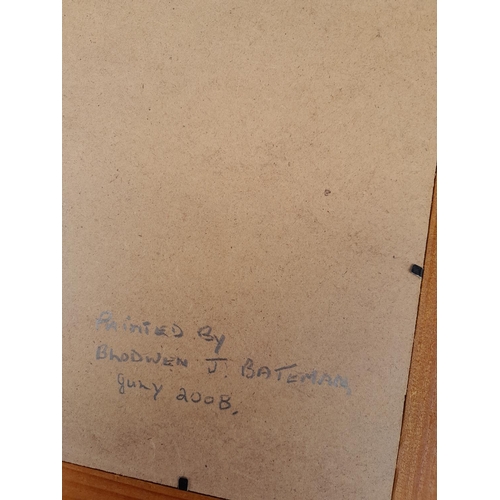 Painted By
Blodwen J. Bateman,
July 2008,